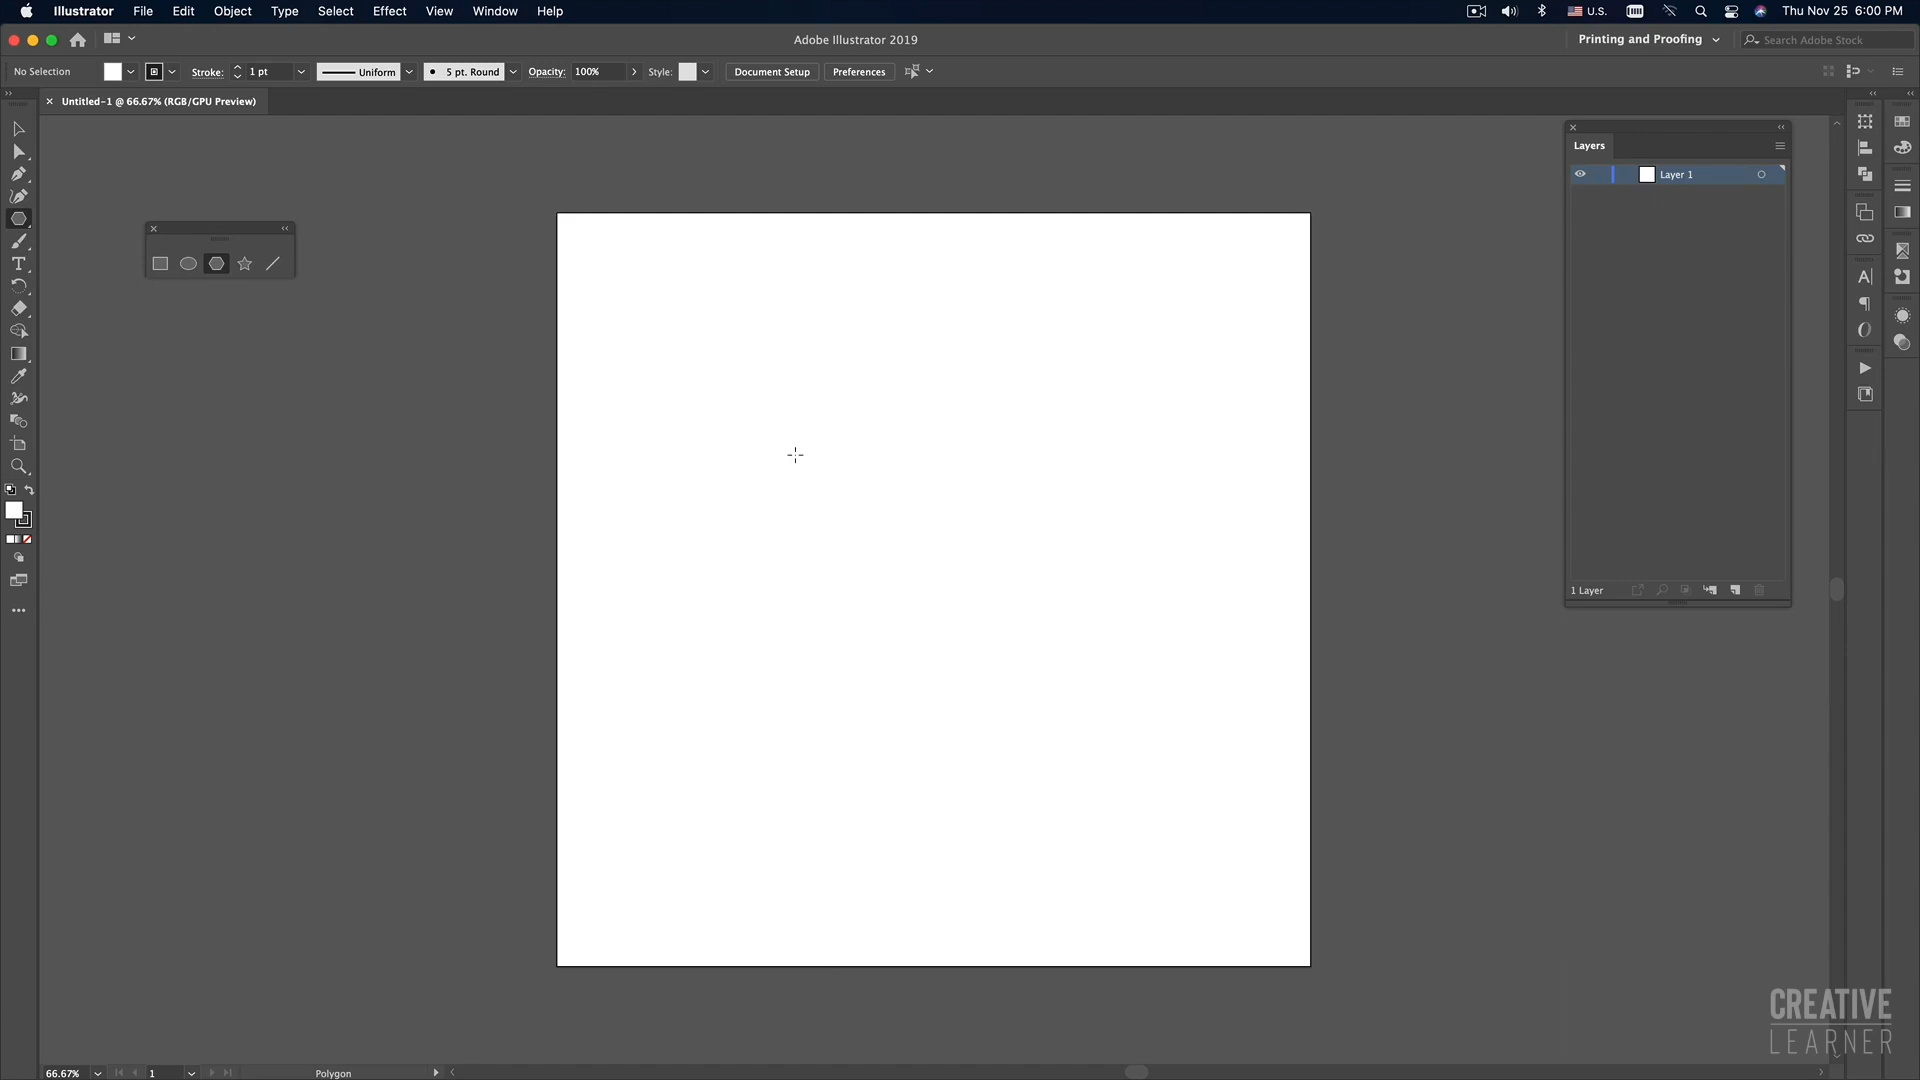 Illustrator File Edit Object Type Select Effect View Window Help U.S. Thu Nov 25 6:00 PM
Adobe Illustrator 2019 Printing and Proofing Search Adobe Stock
No Selection Stroke: 1 pt Uniform 5 pt. Round Opacity: 100% Style: Document Setup Preferences
Untitled-1 @ 66.67% (RGB/GPU Preview)
Layers
Layer 1
1 Layer
CREATIVE
LEARNER
66.67% 1 Polygon